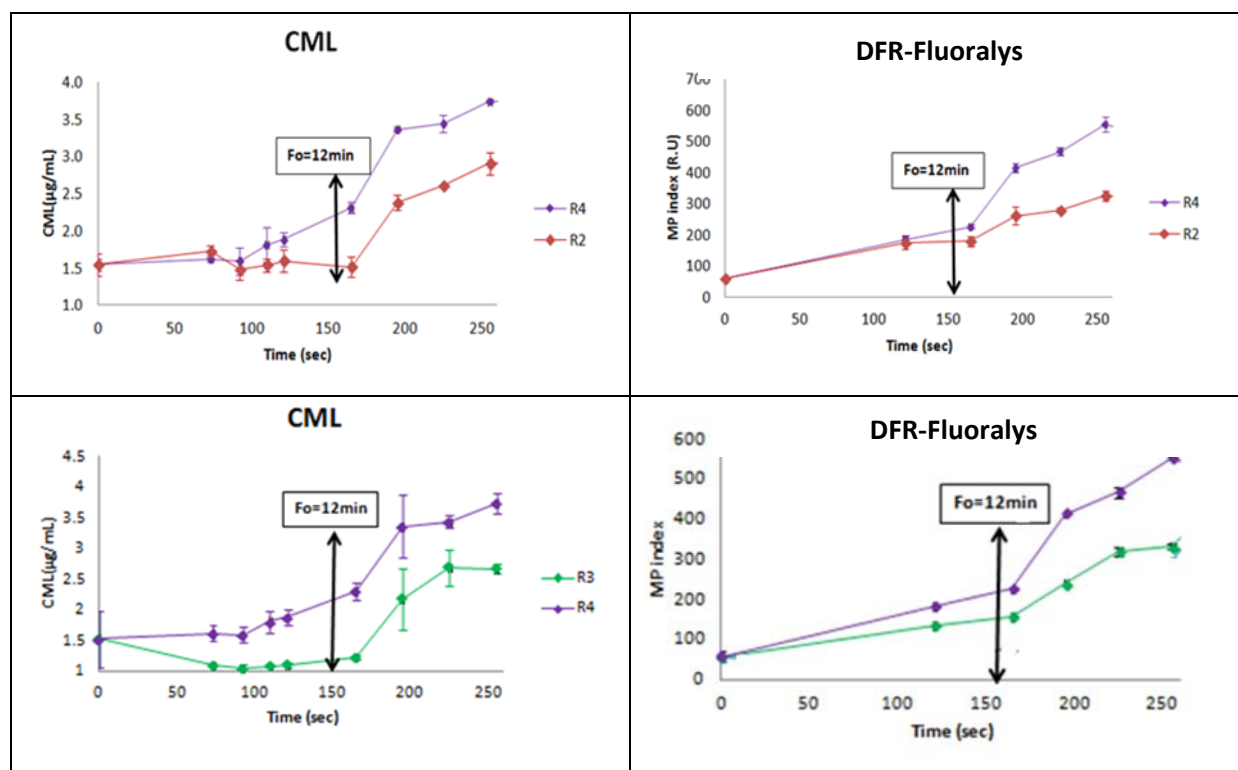 CML
4.0
3.5
3.0
2.5
2.0
1.5
1.0
CML(µg/mL)
Fo=12min
R4
R2
0 50 100 150 200 250
Time (sec)
DFR-Fluoralys
700
600
500
400
300
200
100
0
MP index (R.U)
Fo=12min
R4
R2
0 50 100 150 200 250
Time (sec)
CML
4.5
4
3.5
3
2.5
2
1.5
1
CML(µg/mL)
Fo=12min
R3
R4
0 50 100 150 200 250
Time (sec)
DFR-Fluoralys
600
500
400
300
200
100
0
MP index
Fo=12min
0 50 100 150 200 250
Time (sec)